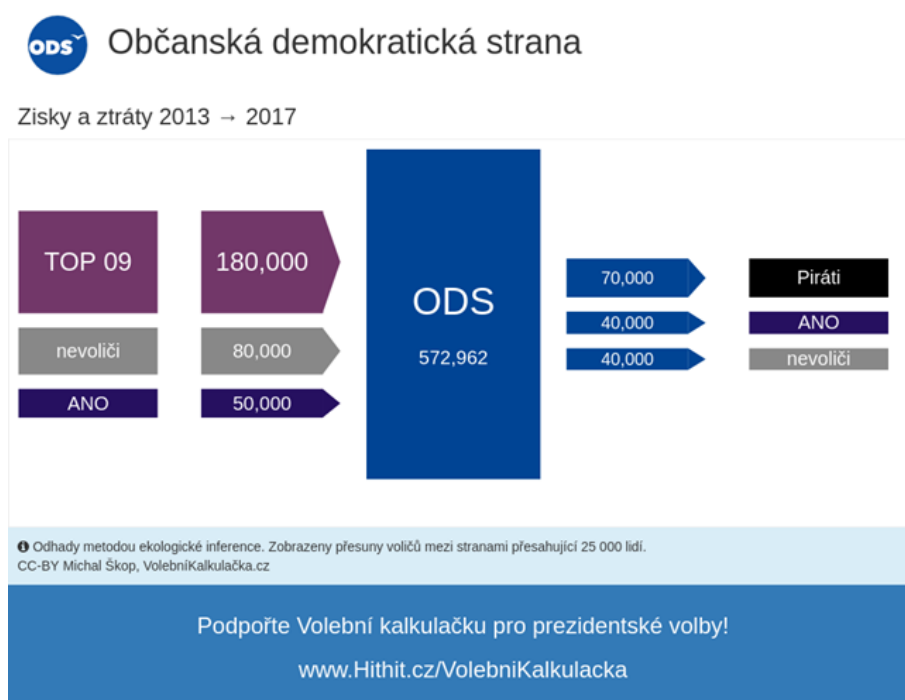 ODS
Občanská demokratická strana
Zisky a ztráty 2013 → 2017
TOP 09
180,000
nevoliči
80,000
ANO
50,000
ODS
572,962
70,000
Piráti
40,000
ANO
40,000
nevoliči
Odhady metodou ekologické inference. Zobrazeny přesuny voličů mezi stranami přesahující 25 000 lidí.
CC-BY Michal Škop, VolebníKalkulačka.cz
Podpořte Volební kalkulačku pro prezidentské volby!
www.Hithit.cz/VolebniKalkulacka